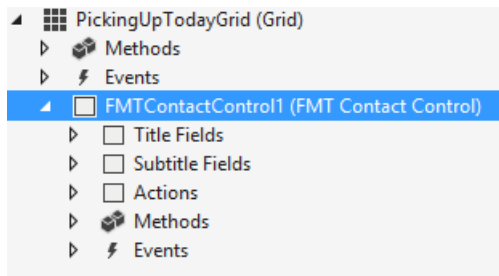 PickingUpTodayGrid (Grid)
Methods
Events
FMTContactControl1 (FMT Contact Control)
Title Fields
Subtitle Fields
Actions
Methods
Events